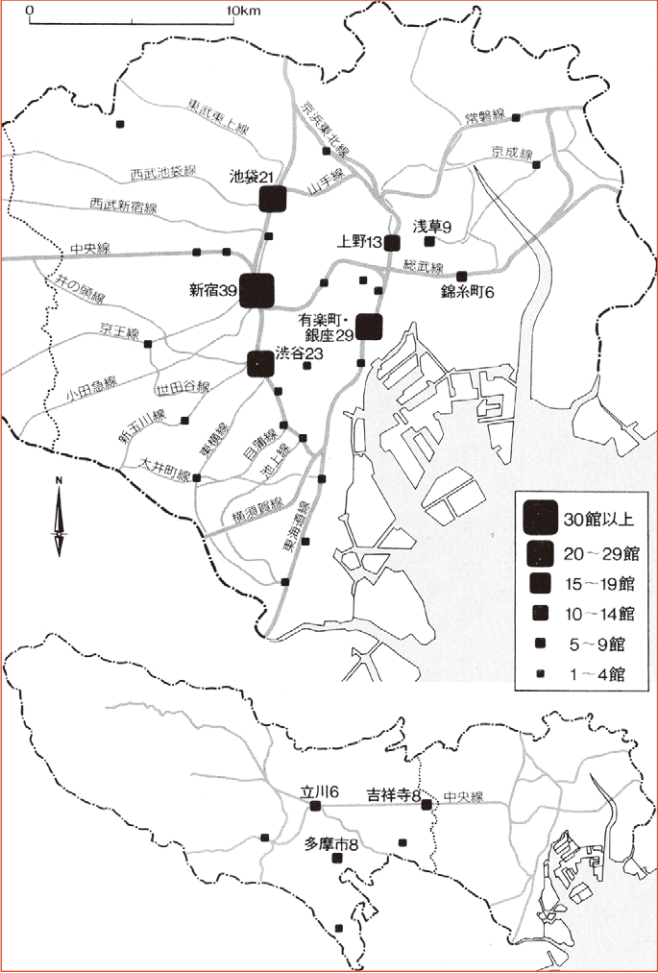 0 10km
東武東上線
京浜東北線
常磐線
京成線
西武池袋線
池袋21
山手線
西武新宿線
浅草9
上野13
中央線
総武線
井の頭線
新宿39
錦糸町6
有楽町・
銀座29
京王線
渋谷23
小田急線
世田谷線
新玉川線
東横線
目蒲線
池上線
大井町線
N
横須賀線
東海道線
30館以上
20～29館
15～19館
10～14館
5～9館
1～4館
立川6
吉祥寺8
中央線
多摩市8